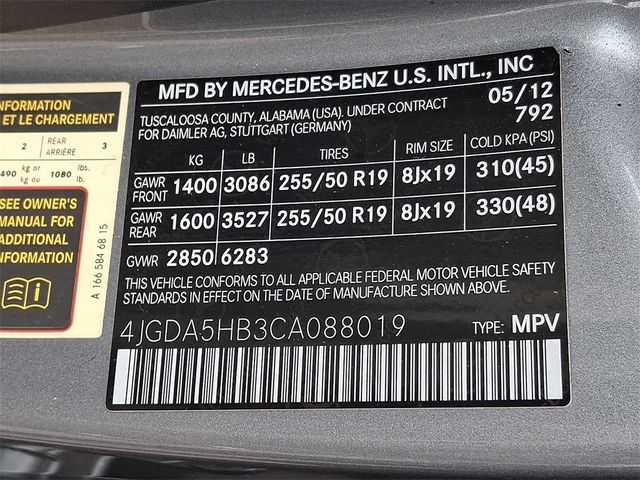 NFORMATION
ET LE CHARGEMENT
2 REAR ARRIÈRE 3
490 kg or kg ou 1080 lbs. lb.
SEE OWNER'S
MANUAL FOR
ADDITIONAL
INFORMATION
A 166 584 68 15
MFD BY MERCEDES-BENZ U.S. INTL., INC
TUSCALOOSA COUNTY, ALABAMA (USA). UNDER CONTRACT 05/12
FOR DAIMLER AG, STUTTGART (GERMANY) 792
KG LB TIRES RIM SIZE COLD KPA (PSI)
GAWR FRONT 1400 3086 255/50 R19 8Jx19 310(45)
GAWR REAR 1600 3527 255/50 R19 8Jx19 330(48)
GVWR 2850 6283
THIS VEHICLE CONFORMS TO ALL APPLICABLE FEDERAL MOTOR VEHICLE SAFETY
STANDARDS IN EFFECT ON THE DATE OF MANUFACTURE SHOWN ABOVE.
4JGDA5HB3CA088019 TYPE: MPV